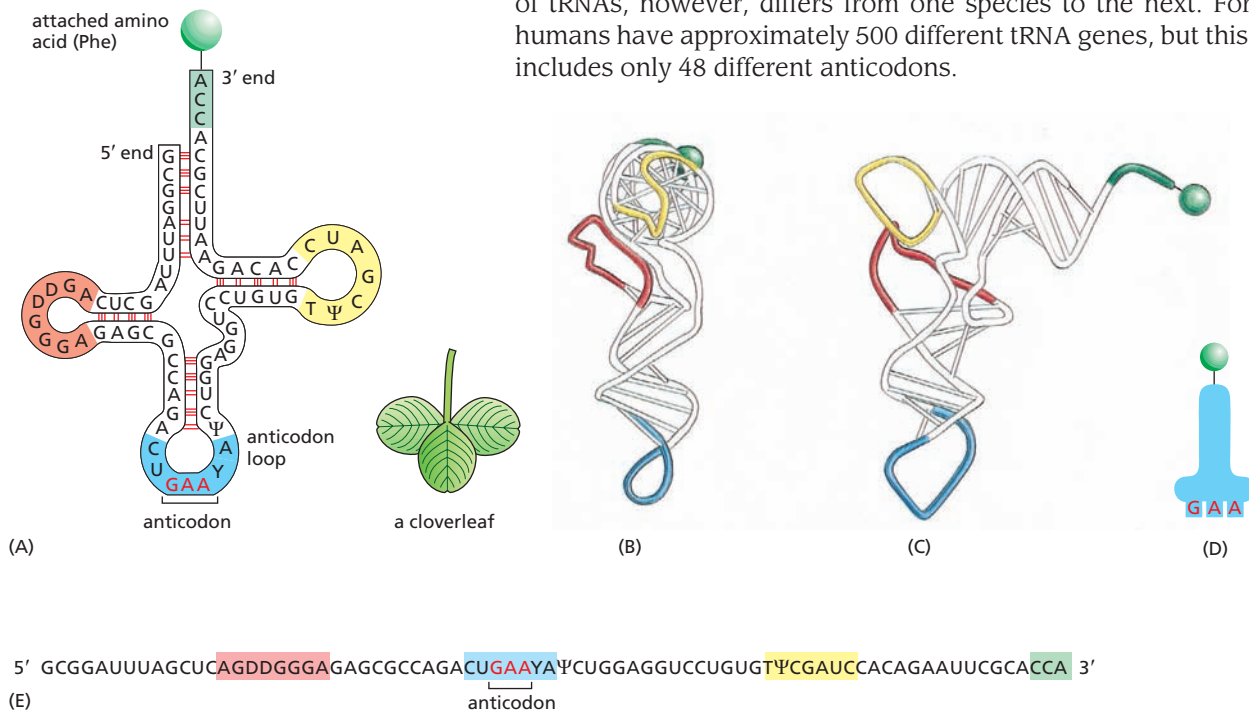 of tRNAs, however, differs from one species to the next. For
humans have approximately 500 different tRNA genes, but this
includes only 48 different anticodons.
attached amino
acid (Phe)
3′ end
A
C
C
A
C
G
C
U
U
A
A
5′ end
G
C
G
G
A
U
U
U
A
G A C A C
C U A G C Ψ T
G U G U C
C
U
G
G
A
G
G
U
C
Ψ
G C U C
A G D D G G G A
G A G C
G
C
C
A
G
A
C
U
G A A
Y
A
anticodon
loop
anticodon
a cloverleaf
G A A
(A)
(B)
(C)
(D)
5′ GCGGAUUUAGCUCAGDDGGGAGAGCGCCAGACUGAAYAΨCUGGAGGUCCUGUGTΨCGAUCCACAGAAUUCGCACCA 3′
(E)
anticodon